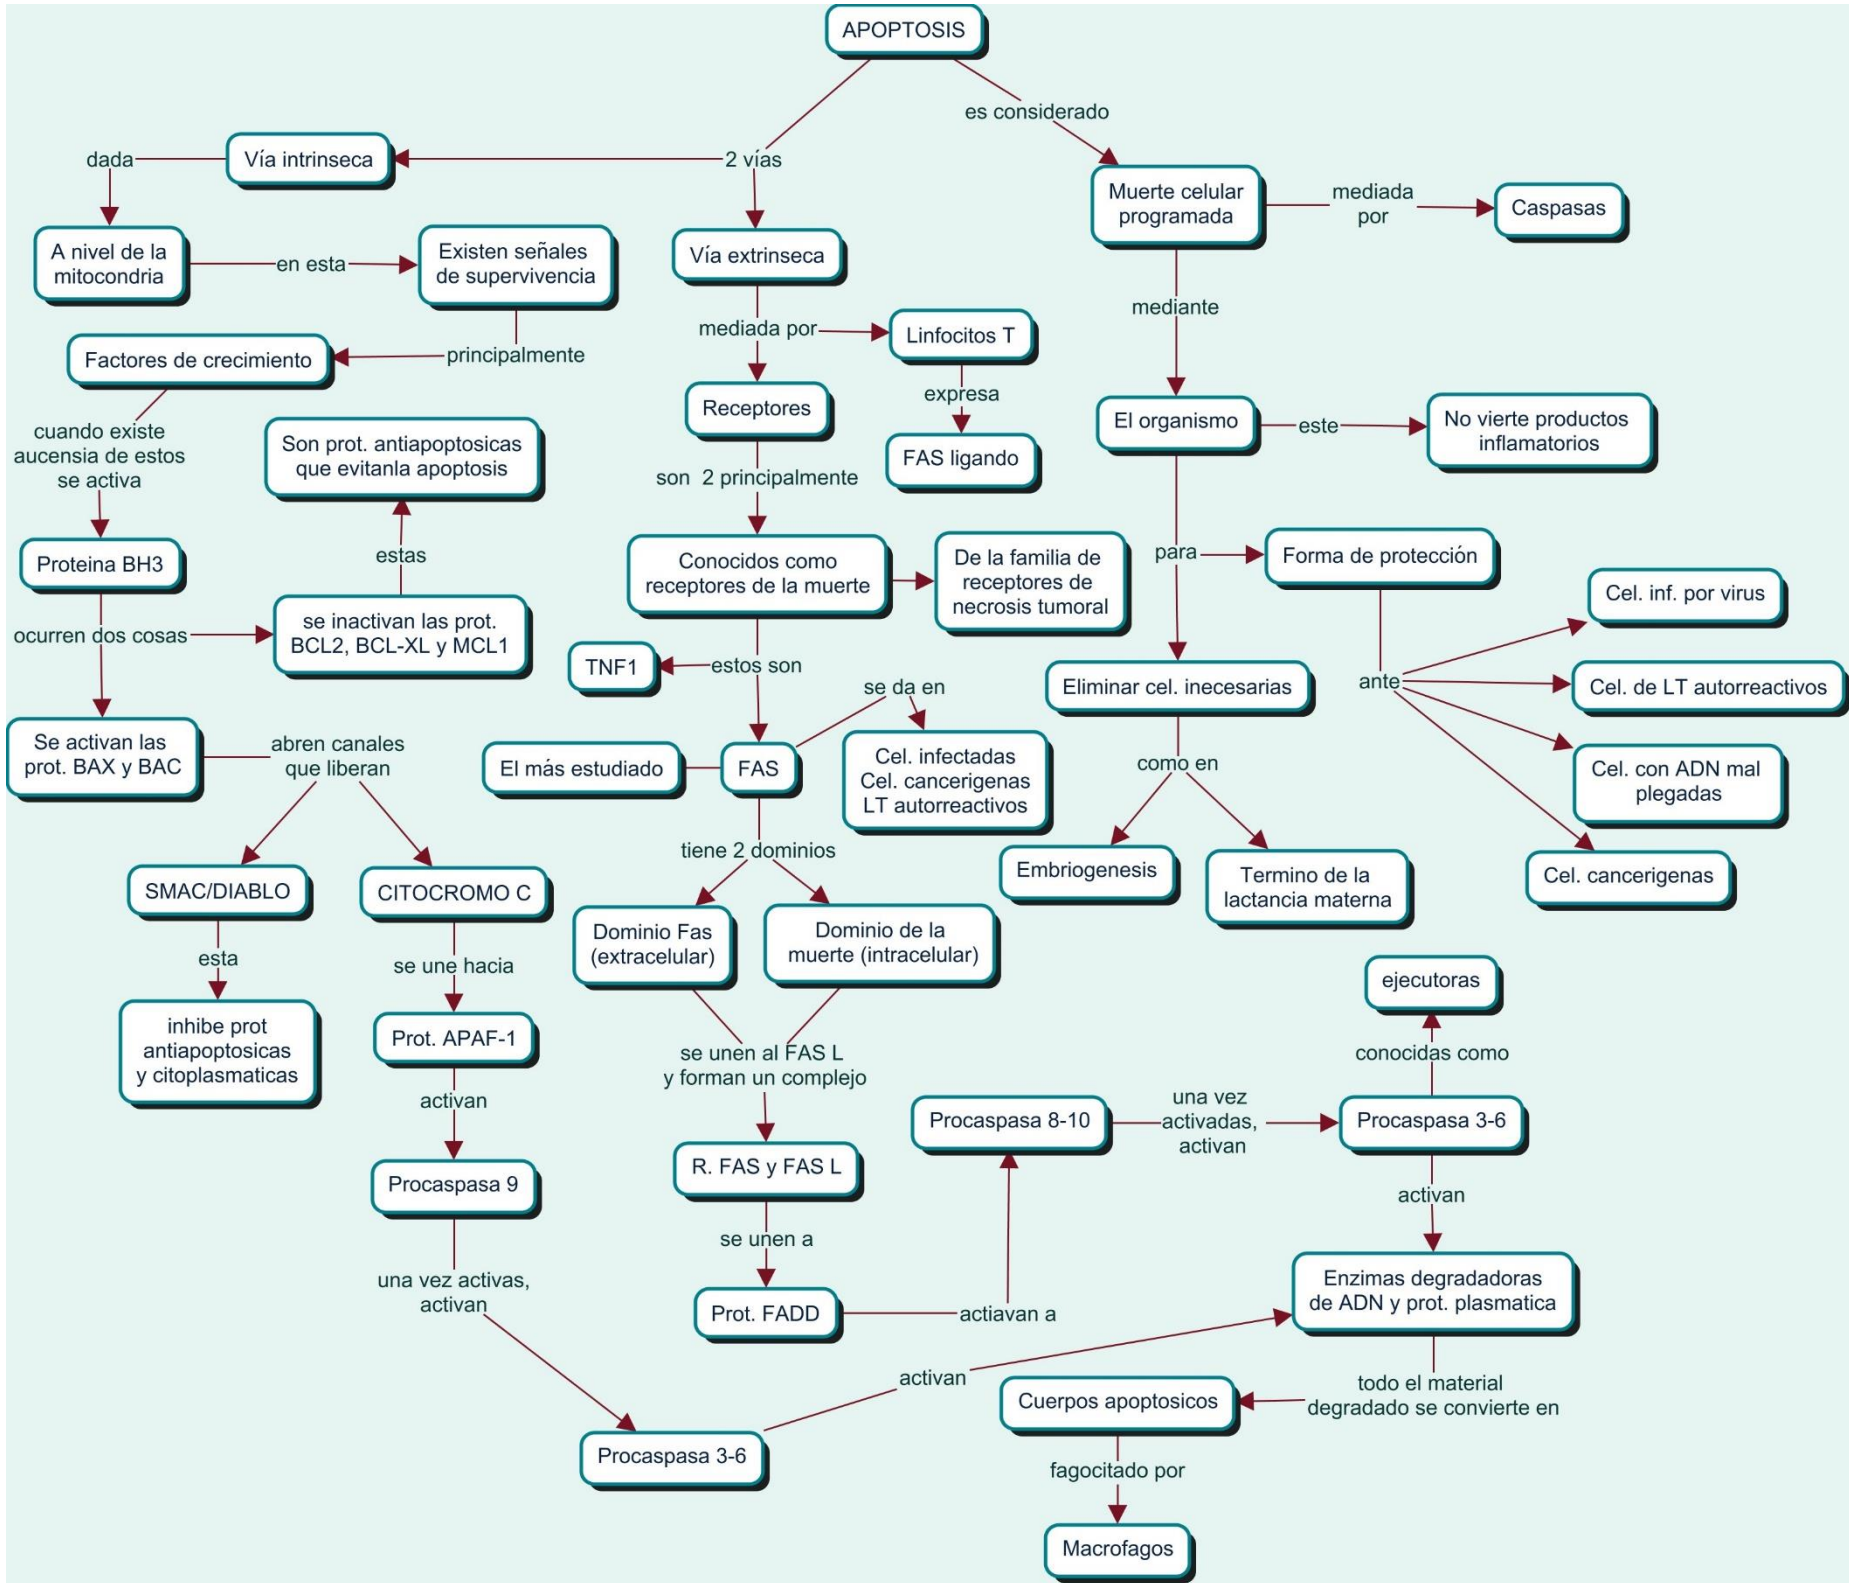 APOPTOSIS
es considerado
2 vías
Vía intrinseca
dada
A nivel de la
mitocondria
en esta
Existen señales
de supervivencia
principalmente
Factores de crecimiento
cuando existe
aucensia de estos
se activa
Proteina BH3
ocurren dos cosas
se inactivan las prot.
BCL2, BCL-XL y MCL1
estas
Son prot. antiapoptosicas
que evitanla apoptosis
Se activan las
prot. BAX y BAC
abren canales
que liberan
SMAC/DIABLO
esta
inhibe prot
antiapoptosicas
y citoplasmaticas
CITOCROMO C
se une hacia
Prot. APAF-1
activan
Procaspasa 9
una vez activas,
activan
Procaspasa 3-6
activan
Vía extrinseca
mediada por
Linfocitos T
expresa
FAS ligando
Receptores
son 2 principalmente
Conocidos como
receptores de la muerte
De la familia de
receptores de
necrosis tumoral
estos son
TNF1
FAS
El más estudiado
se da en
Cel. infectadas
Cel. cancerigenas
LT autorreactivos
tiene 2 dominios
Dominio Fas
(extracelular)
Dominio de la
muerte (intracelular)
se unen al FAS L
y forman un complejo
R. FAS y FAS L
se unen a
Prot. FADD
actiavan a
Procaspasa 8-10
una vez
activadas,
activan
Procaspasa 3-6
conocidas como
ejecutoras
activan
Enzimas degradadoras
de ADN y prot. plasmatica
todo el material
degradado se convierte en
Cuerpos apoptosicos
fagocitado por
Macrofagos
Muerte celular
programada
mediada
por
Caspasas
mediante
El organismo
este
No vierte productos
inflamatorios
para
Forma de protección
ante
Cel. inf. por virus
Cel. de LT autorreactivos
Cel. con ADN mal
plegadas
Cel. cancerigenas
Eliminar cel. inecesarias
como en
Embriogenesis
Termino de la
lactancia materna